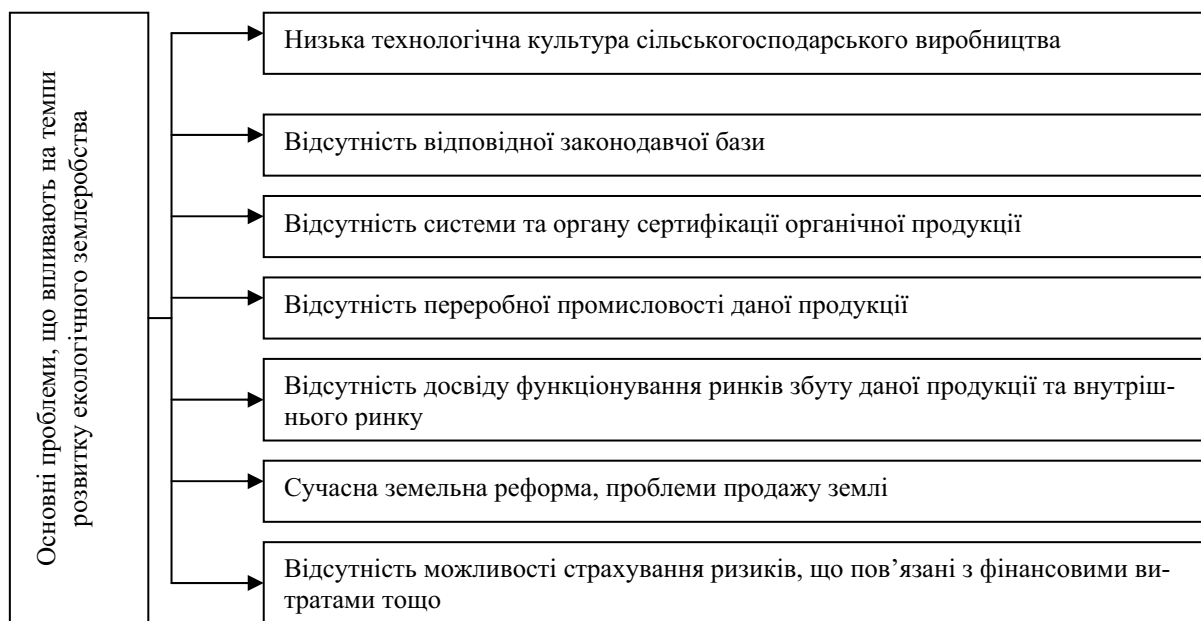 Основні проблеми, що впливають на темпи
розвитку екологічного землеробства
Низька технологічна культура сільськогосподарського виробництва
Відсутність відповідної законодавчої бази
Відсутність системи та органу сертифікації органічної продукції
Відсутність переробної промисловості даної продукції
Відсутність досвіду функціонування ринків збуту даної продукції та внутріш-
нього ринку
Сучасна земельна реформа, проблеми продажу землі
Відсутність можливості страхування ризиків, що пов’язані з фінансовими ви-
тратами тощо